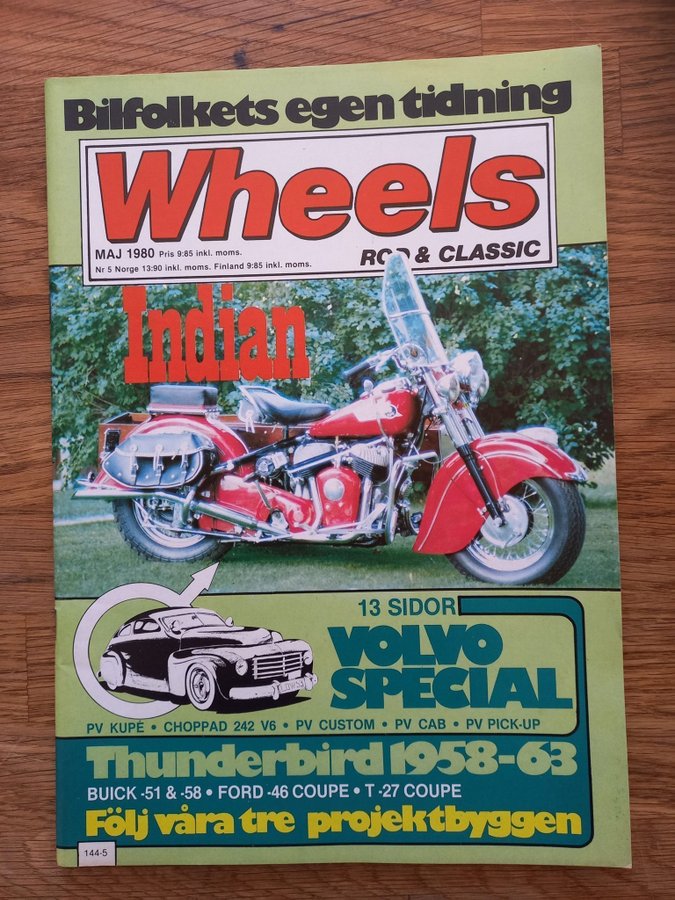 Bilfolkets egen tidning
Wheels
MAJ 1980 Pris 9:85 inkl. moms.
ROD & CLASSIC
Nr 5 Norge 13:90 inkl. moms. Finland 9:85 inkl. moms.
Indian
13 SIDOR
VOLVO
SPECIAL
PV KUPÉ • CHOPPAD 242 V6 • PV CUSTOM • PV CAB • PV PICK-UP
Thunderbird 1958-63
BUICK -51 & -58 • FORD -46 COUPE • T -27 COUPE
Följ våra tre projektbyggen
144-5